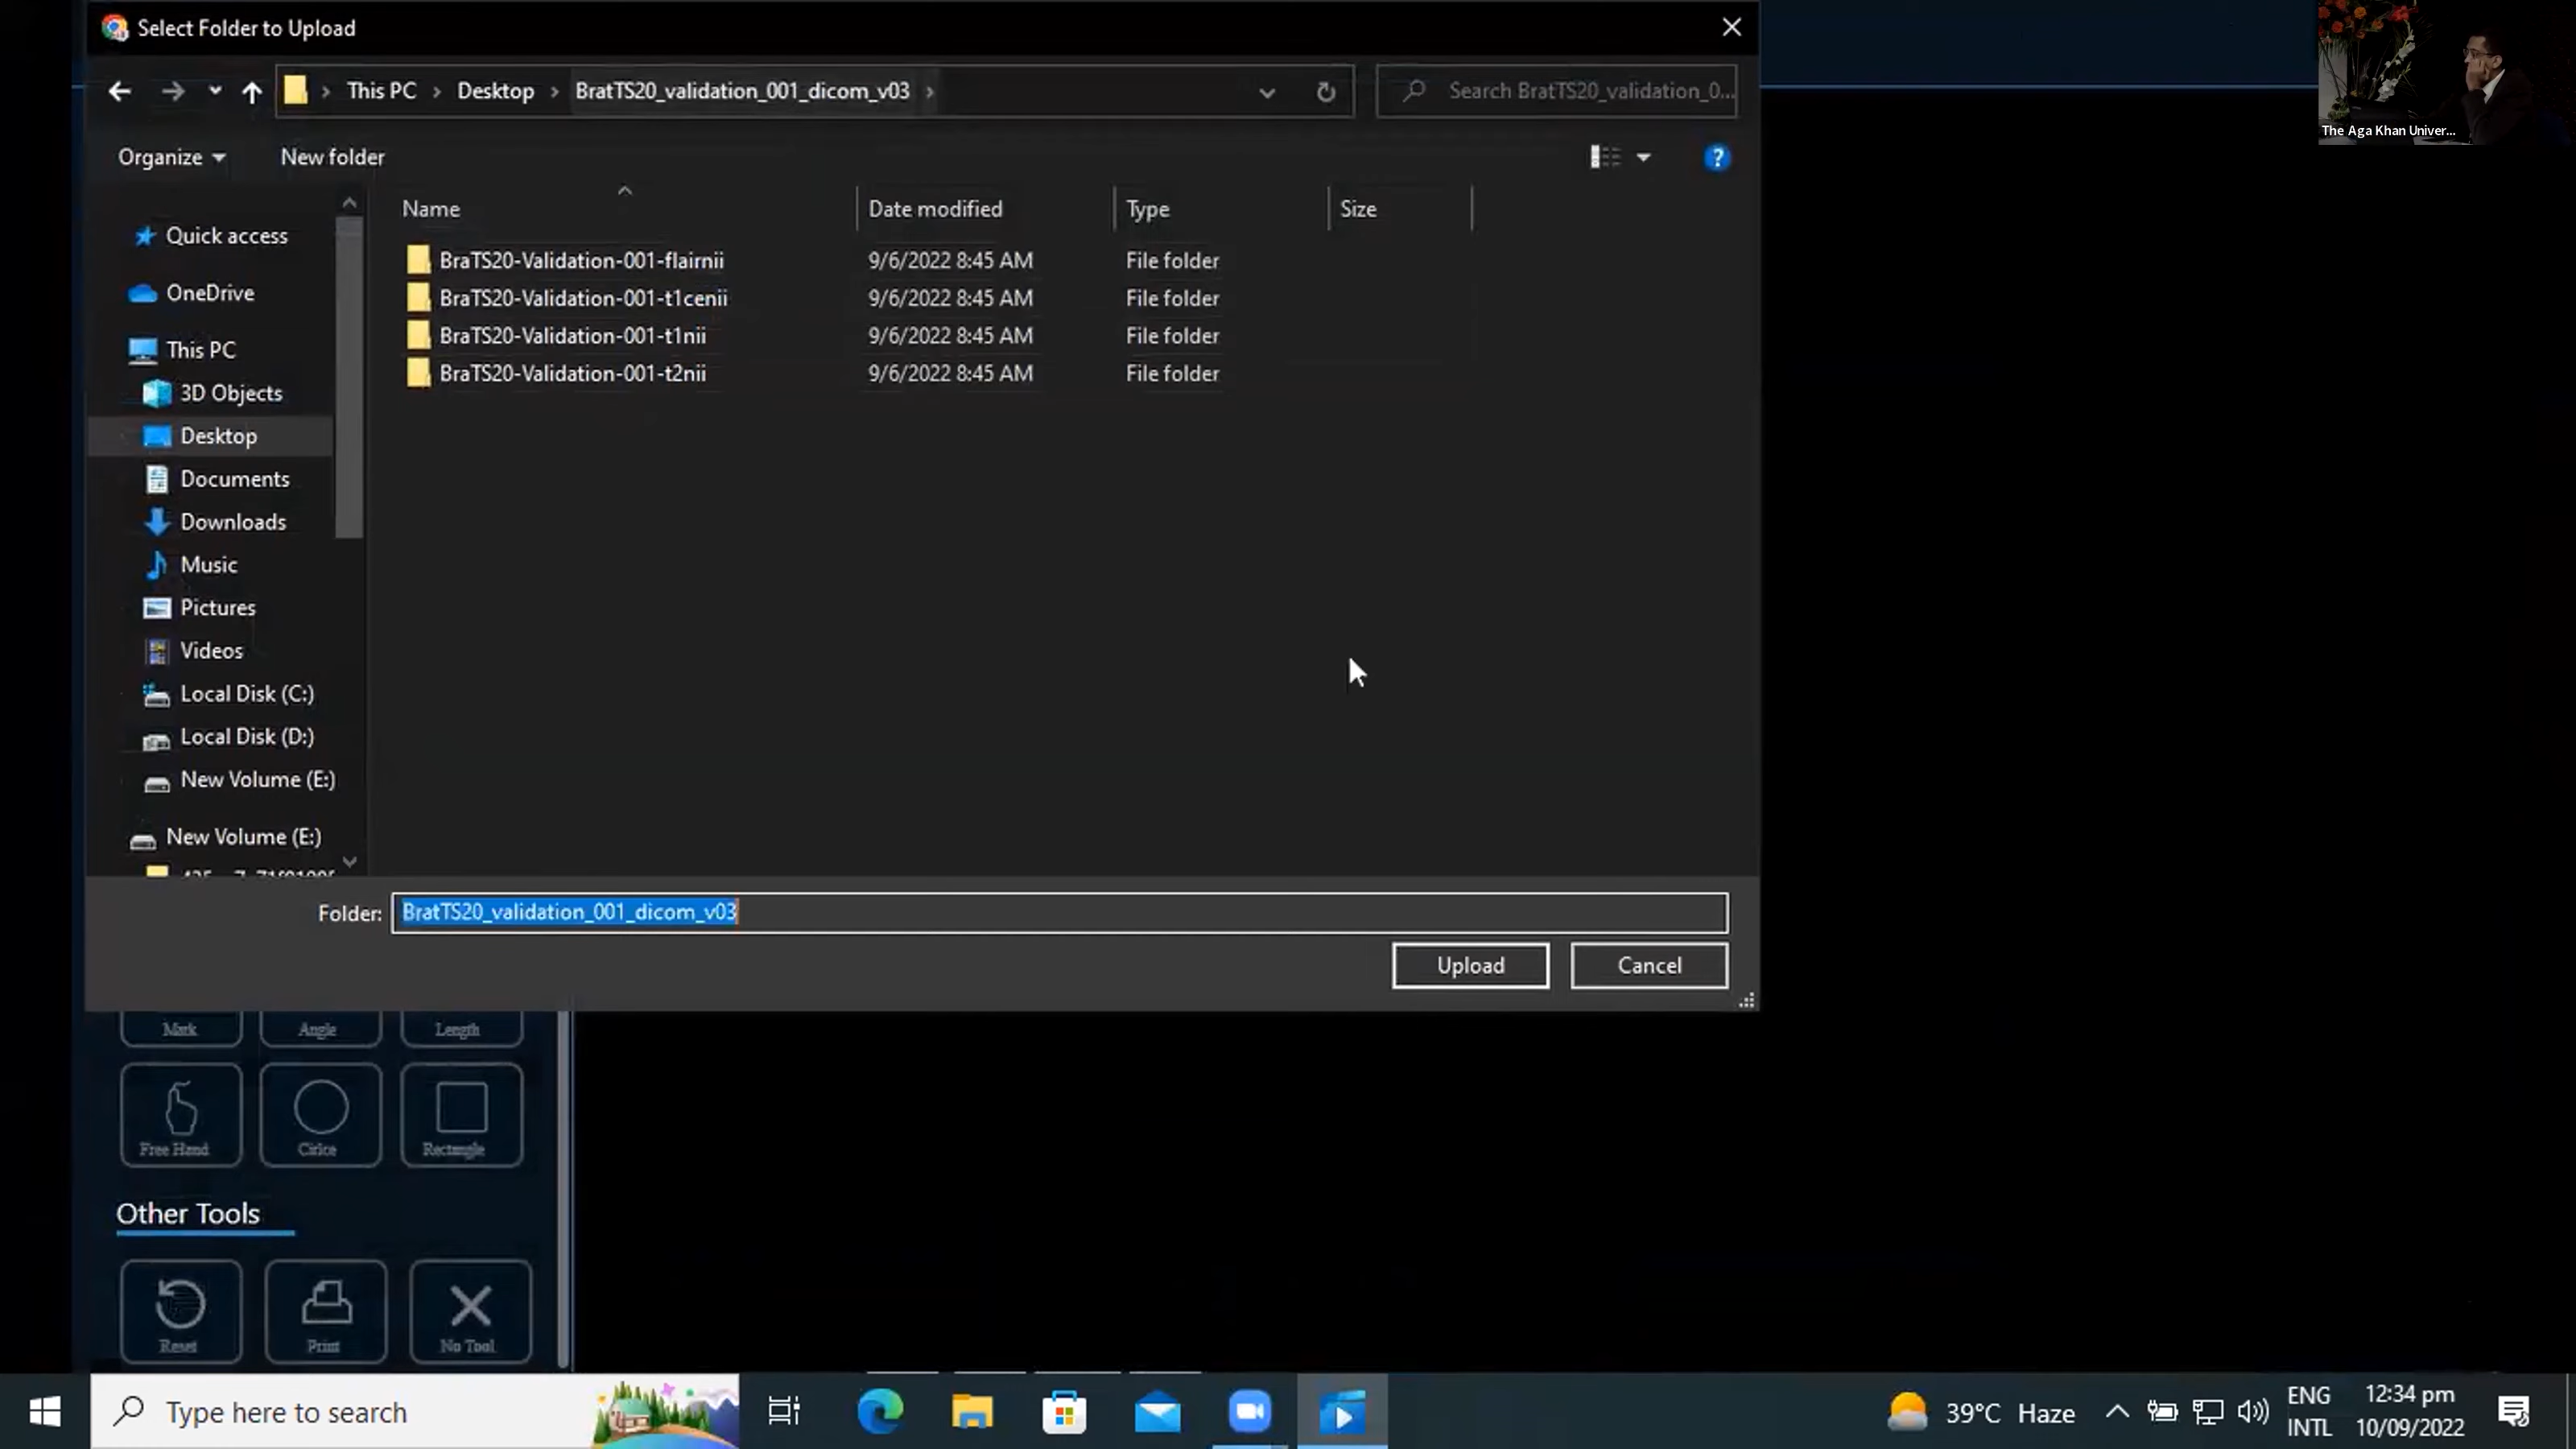 Select Folder to Upload
The Aga Khan Univer...
This PC
Desktop
BratTS20_validation_001_dicom_v03
Search BratTS20_validation_0...
Organize
New folder
Name
Date modified
Type
Size
Quick access
OneDrive
This PC
3D Objects
Desktop
Documents
Downloads
Music
Pictures
Videos
Local Disk (C:)
Local Disk (D:)
New Volume (E:)
New Volume (E:)
BraTS20-Validation-001-flairnii 9/6/2022 8:45 AM File folder
BraTS20-Validation-001-t1cenii 9/6/2022 8:45 AM File folder
BraTS20-Validation-001-t1nii 9/6/2022 8:45 AM File folder
BraTS20-Validation-001-t2nii 9/6/2022 8:45 AM File folder
Folder: BratTS20_validation_001_dicom_v03
Upload
Cancel
Mark
Angle
Length
Free Hand
Cirlce
Rectangle
Other Tools
Reset
Print
No Tool
Type here to search
39°C Haze
ENG
INTL
12:34 pm
10/09/2022